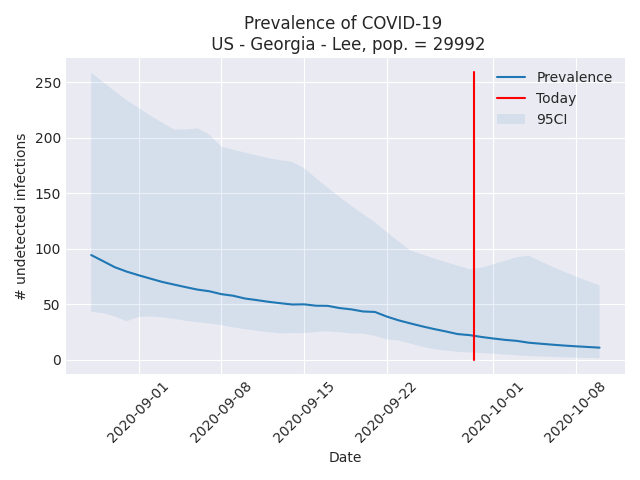 Prevalence of COVID-19
US - Georgia - Lee, pop. = 29992
# undetected infections
250
200
150
100
50
0
Prevalence
Today
95CI
2020-09-01
2020-09-08
2020-09-15
2020-09-22
2020-10-01
2020-10-08
Date